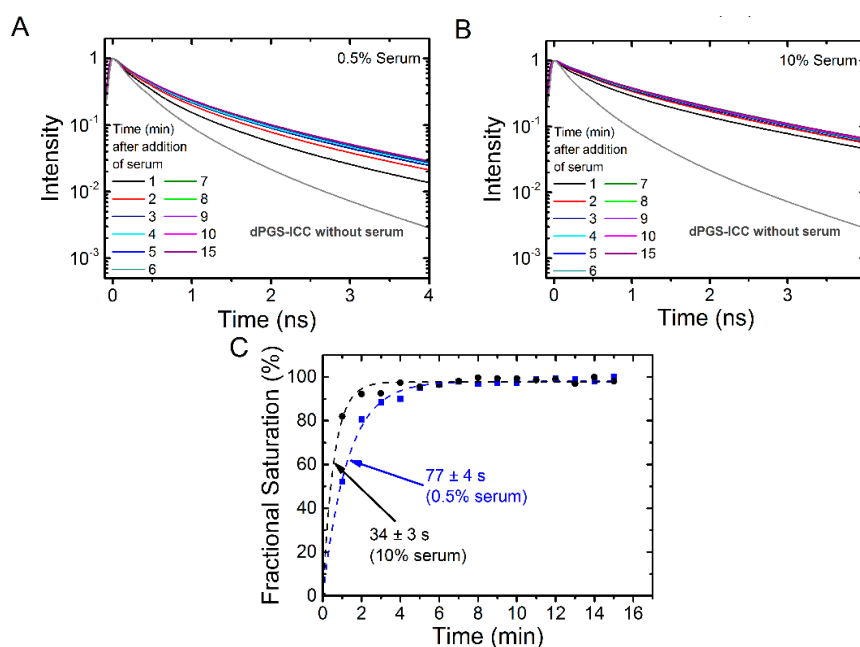 A
0.5% Serum
1
10⁻¹
10⁻²
10⁻³
Intensity
Time (min)
after addition
of serum
1 7
2 8
3 9
4 10
5 15
6
dPGS-ICC without serum
0 1 2 3 4
Time (ns)
B
10% Serum
1
10⁻¹
10⁻²
10⁻³
Intensity
Time (min)
after addition
of serum
1 7
2 8
3 9
4 10
5 15
6
dPGS-ICC without serum
0 1 2 3
Time (ns)
C
Fractional Saturation (%)
100
80
60
40
20
0
77 ± 4 s
(0.5% serum)
34 ± 3 s
(10% serum)
0 2 4 6 8 10 12 14 16
Time (min)